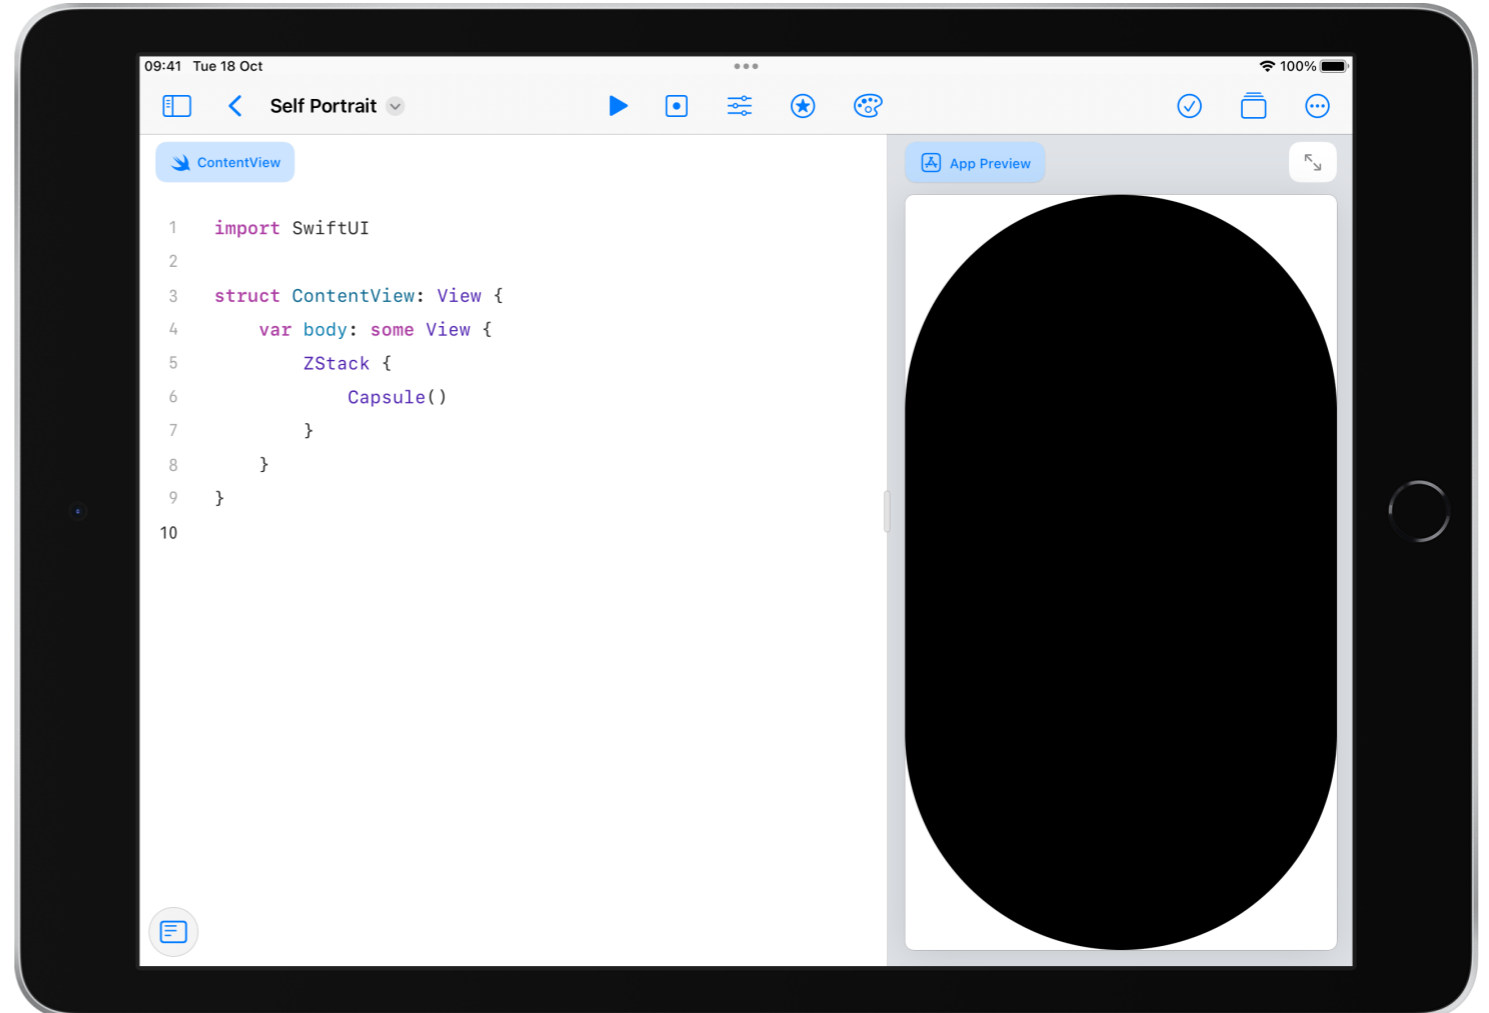 09:41 Tue 18 Oct
100%
Self Portrait
ContentView
App Preview
1 import SwiftUI
2
3 struct ContentView: View {
4 var body: some View {
5 ZStack {
6 Capsule()
7 }
8 }
9 }
10